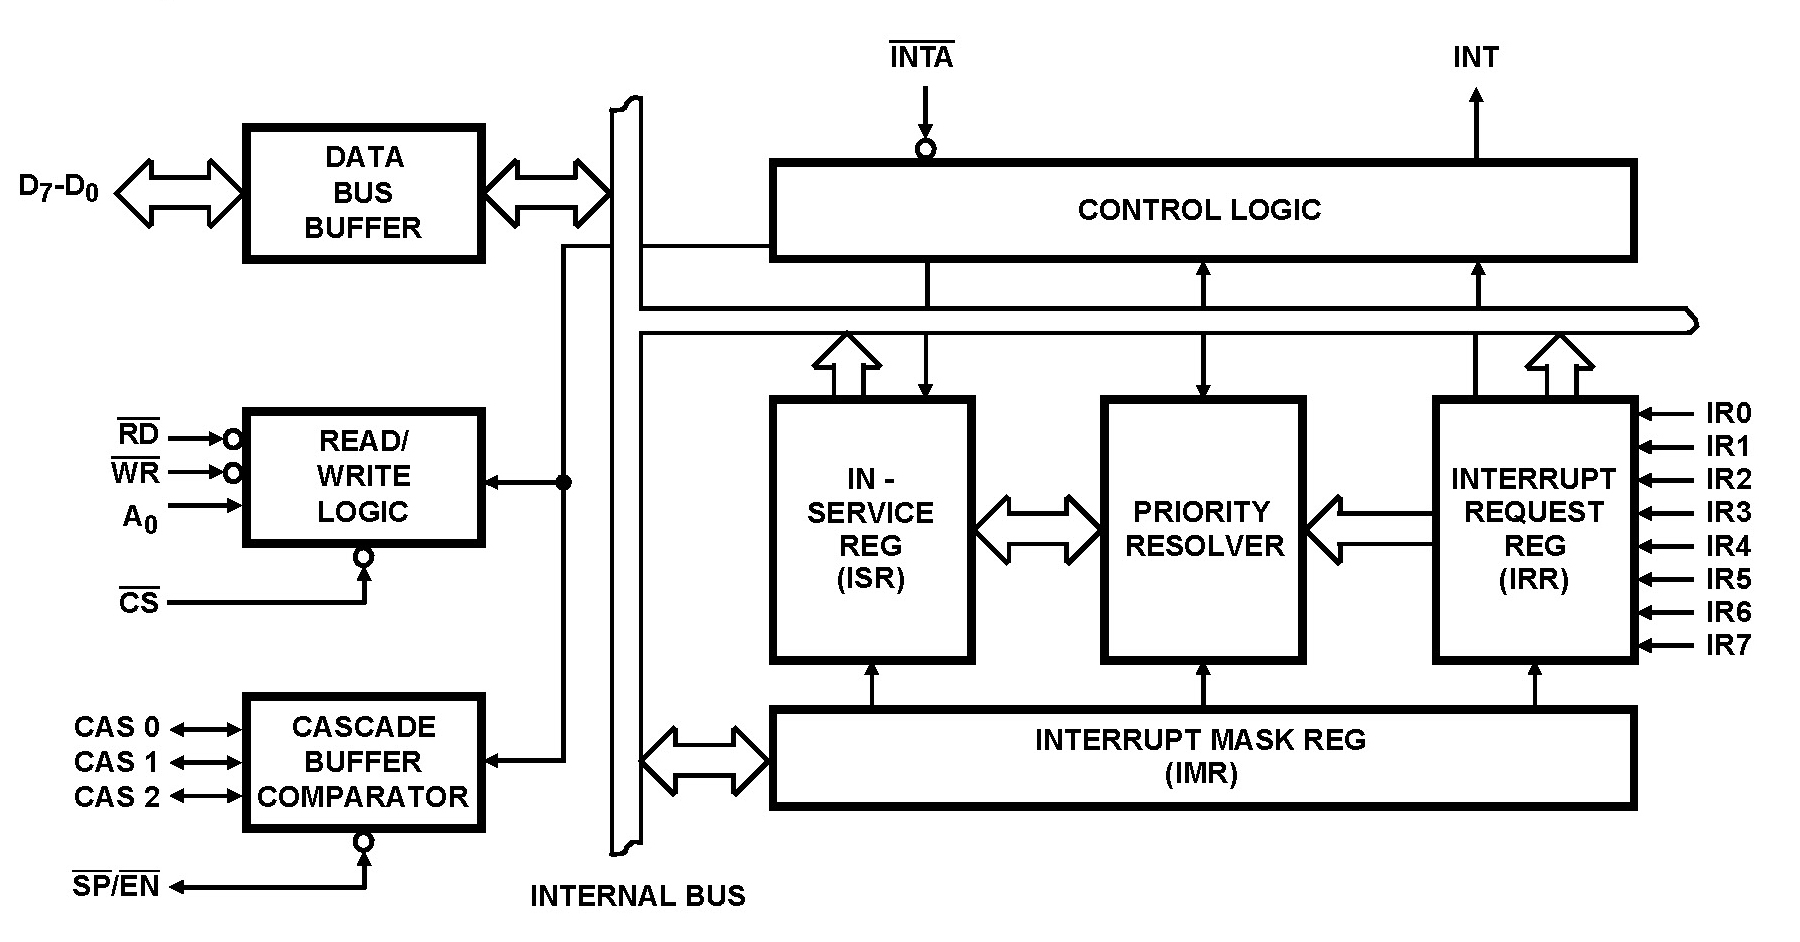 INTA
INT
DATA
BUS
BUFFER
D7-D0
CONTROL LOGIC
RD
WR
A0
CS
READ/
WRITE
LOGIC
IN -
SERVICE
REG
(ISR)
PRIORITY
RESOLVER
INTERRUPT
REQUEST
REG
(IRR)
IR0
IR1
IR2
IR3
IR4
IR5
IR6
IR7
CAS 0
CAS 1
CAS 2
CASCADE
BUFFER
COMPARATOR
SP/EN
INTERRUPT MASK REG
(IMR)
INTERNAL BUS